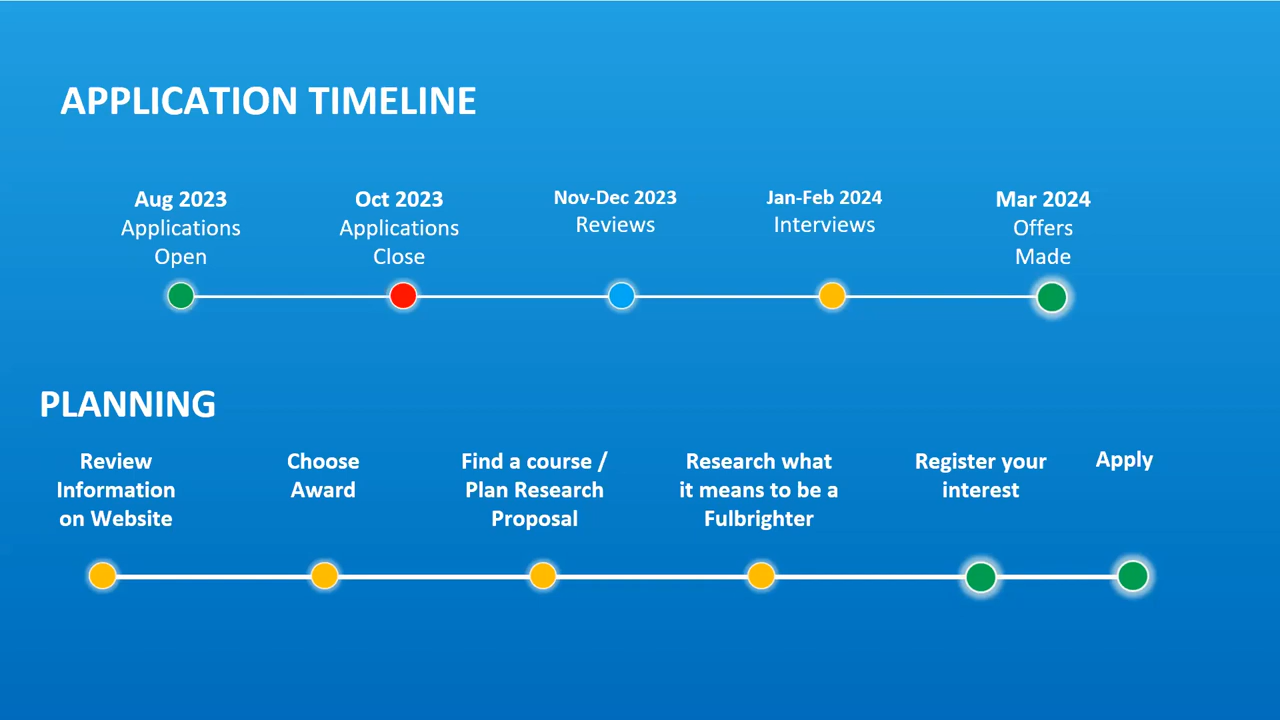 APPLICATION TIMELINE
Aug 2023
Applications
Open
Oct 2023
Applications
Close
Nov-Dec 2023
Reviews
Jan-Feb 2024
Interviews
Mar 2024
Offers
Made
PLANNING
Review
Information
on Website
Choose
Award
Find a course /
Plan Research
Proposal
Research what
it means to be a
Fulbrighter
Register your
interest
Apply